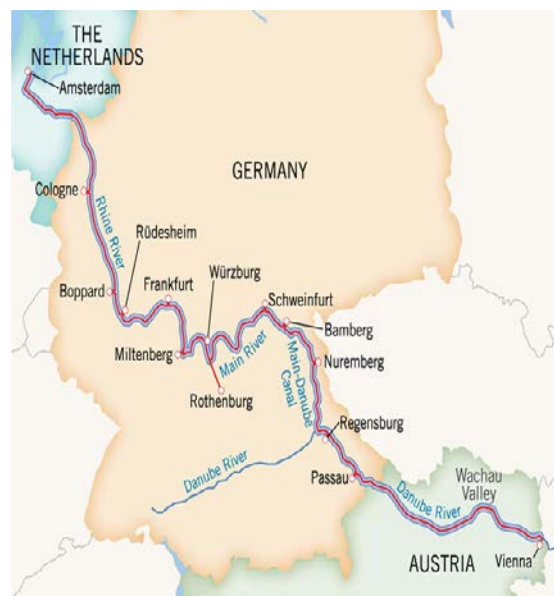 THE
NETHERLANDS
Amsterdam
GERMANY
Cologne
Rhine River
Rüdesheim
Boppard
Frankfurt
Würzburg
Schweinfurt
Bamberg
Miltenberg
Main River
Main-Danube
Canal
Nuremberg
Rothenburg
Regensburg
Danube River
Passau
Wachau
Valley
Danube River
AUSTRIA
Vienna